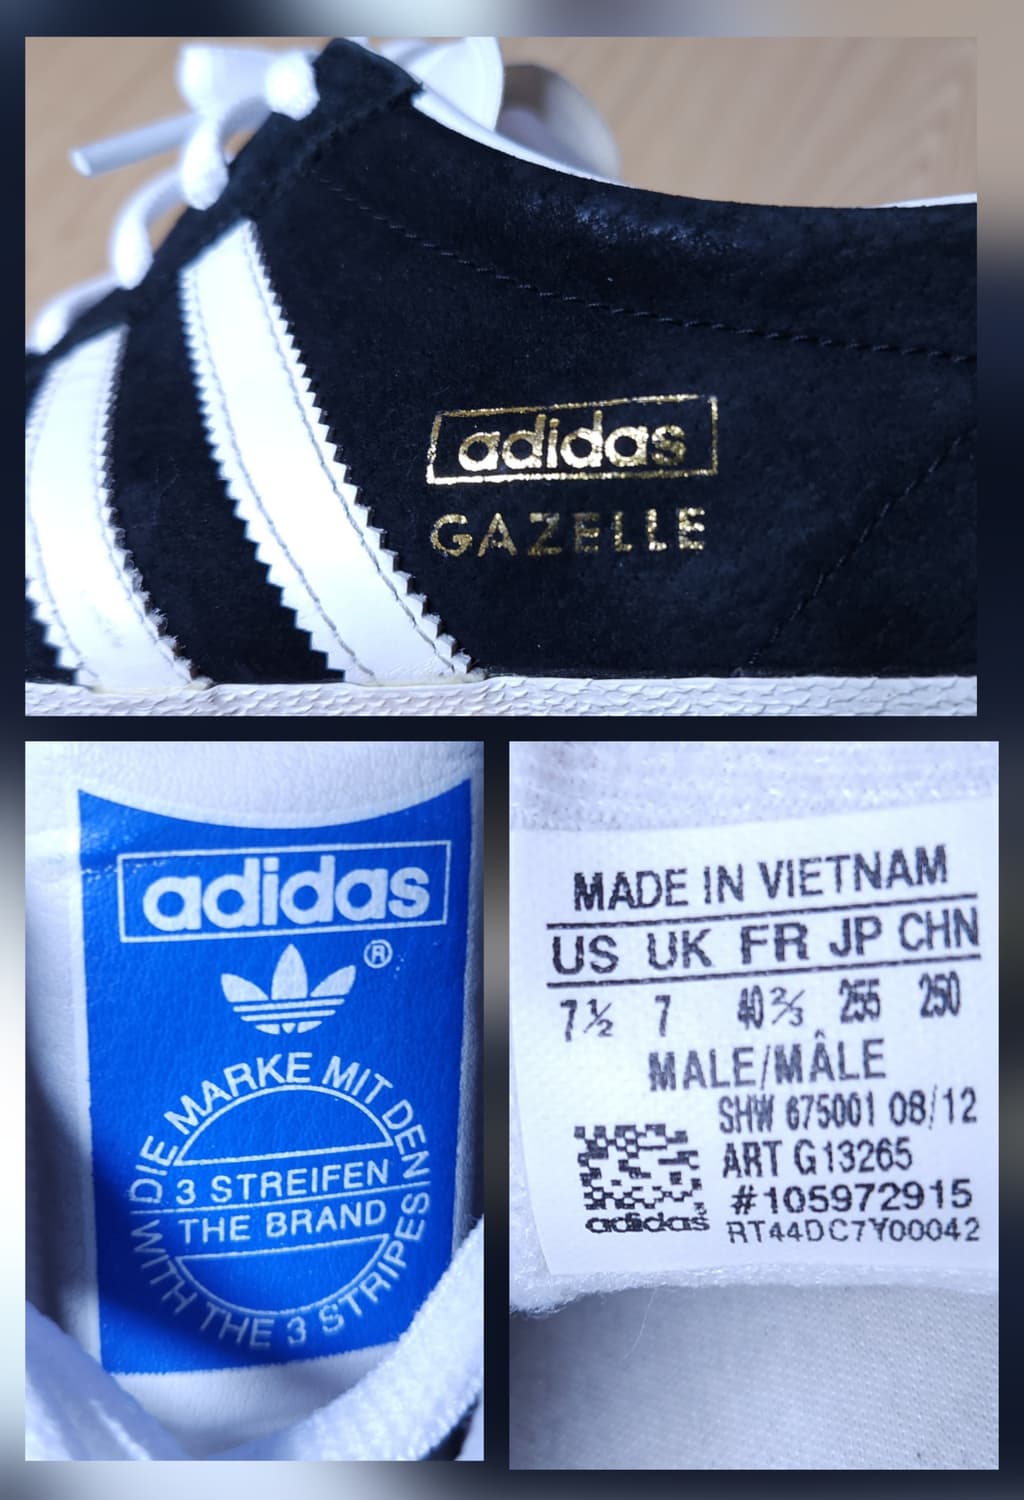 adidas
GAZELLE
adidas
®
DIE MARKE MIT DEN
3 STREIFEN
THE BRAND
WITH THE 3 STRIPES
MADE IN VIETNAM
US UK FR JP CHN
7½ 7 40⅔ 255 250
MALE/MÂLE
SHW 675001 08/12
ART G13265
#105972915
adidas
RT44DC7Y00042